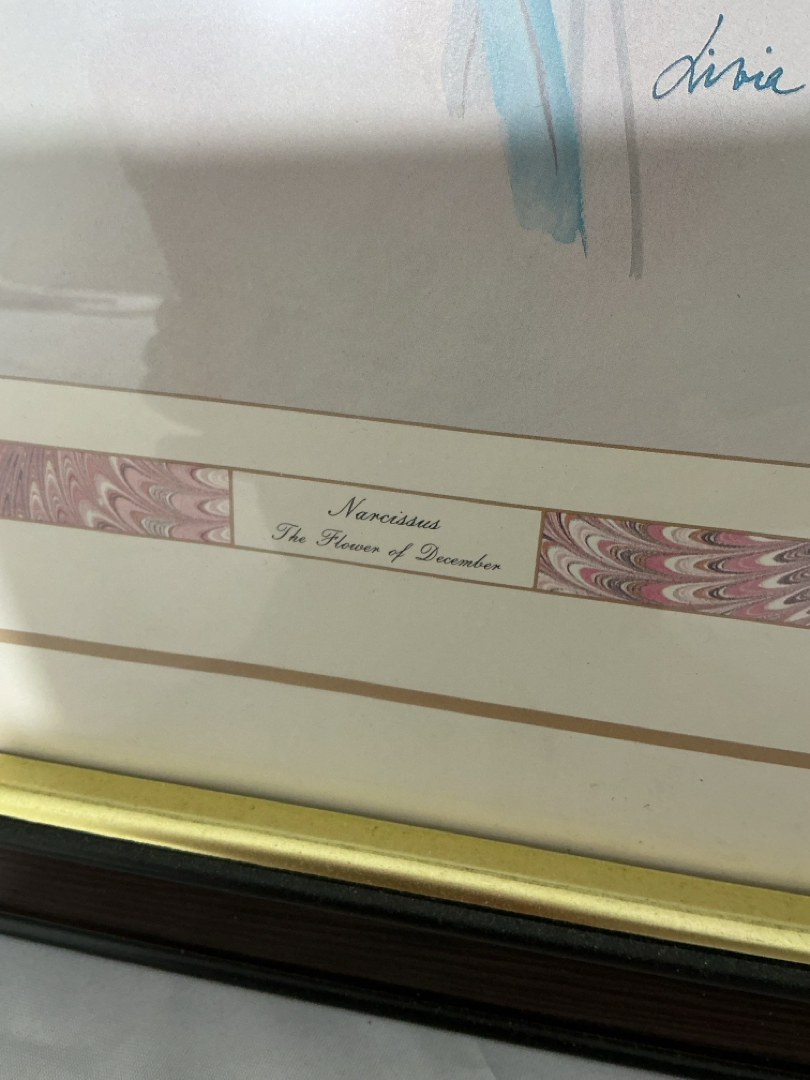 Livia
Narcissus
The Flower of December